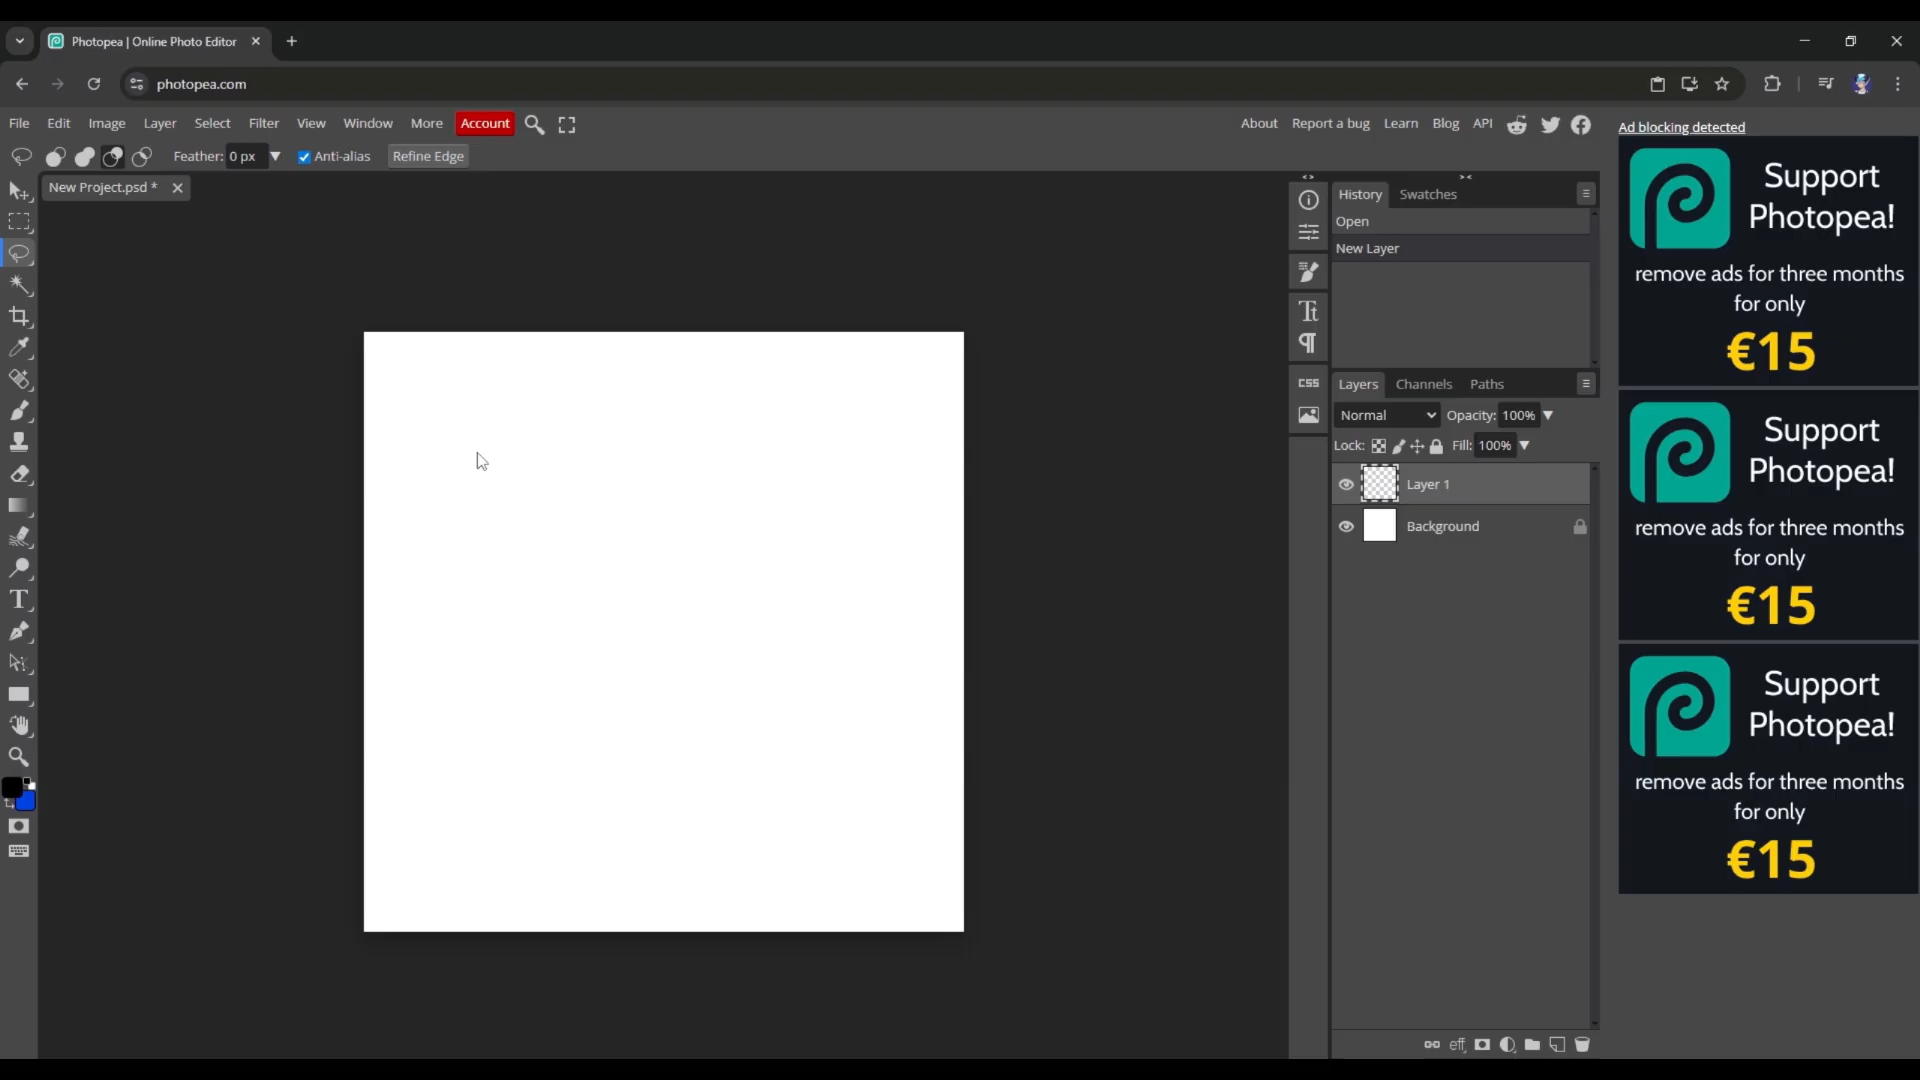 Photopea | Online Photo Editor
photopea.com
File Edit Image Layer Select Filter View Window More Account
About Report a bug Learn Blog API
Ad blocking detected
Feather: 0 px Anti-alias Refine Edge
New Project.psd *
History Swatches
Open
New Layer
CSS
Layers Channels Paths
Normal Opacity: 100%
Lock: Fill: 100%
Layer 1
Background
eff
Support
Photopea!
remove ads for three months
for only
€15
Support
Photopea!
remove ads for three months
for only
€15
Support
Photopea!
remove ads for three months
for only
€15